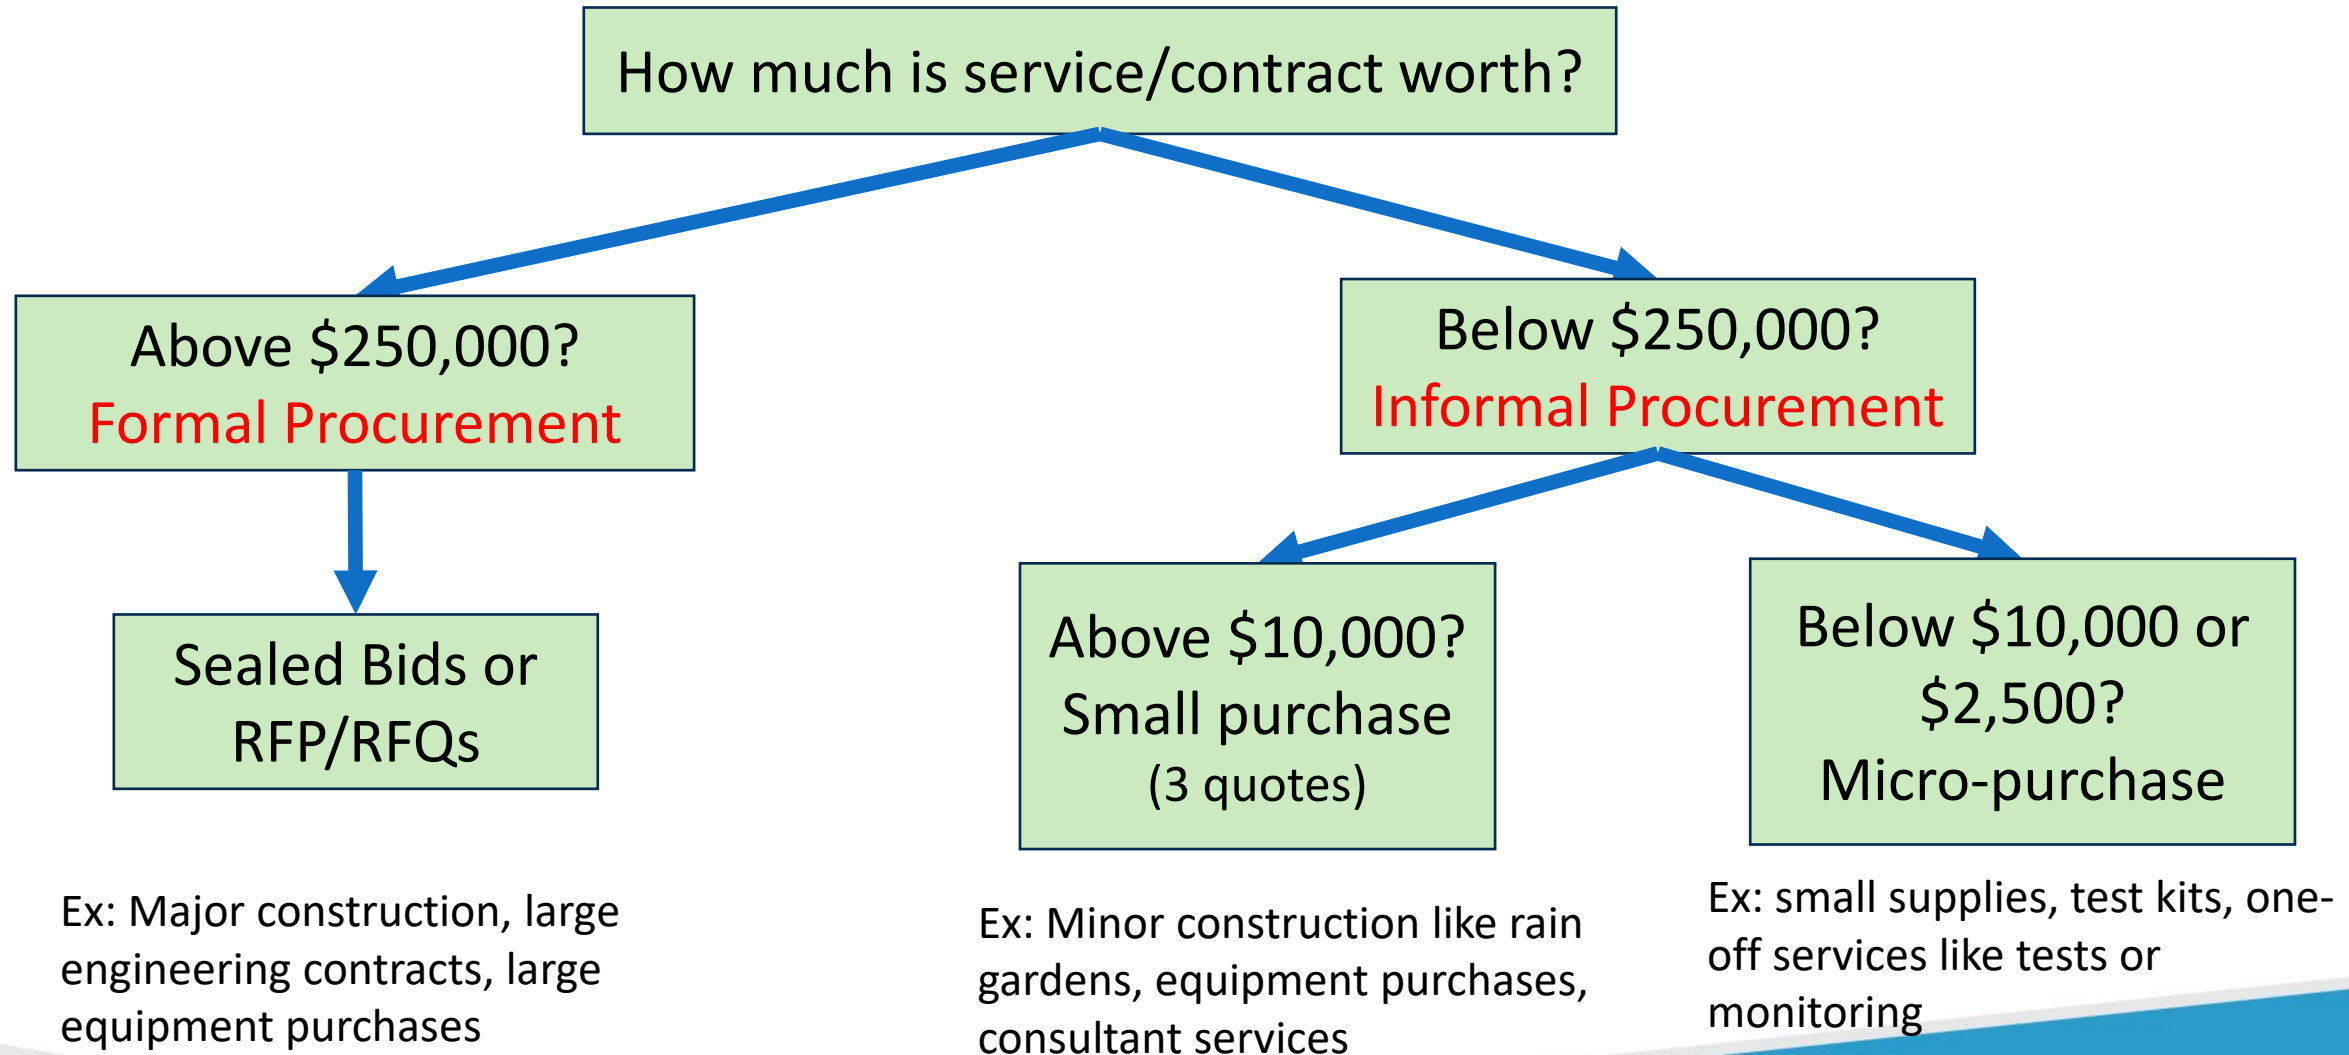 How much is service/contract worth?
Above $250,000?
Formal Procurement
Below $250,000?
Informal Procurement
Sealed Bids or
RFP/RFQs
Above $10,000?
Small purchase
(3 quotes)
Below $10,000 or
$2,500?
Micro-purchase
Ex: Major construction, large
engineering contracts, large
equipment purchases
Ex: Minor construction like rain
gardens, equipment purchases,
consultant services
Ex: small supplies, test kits, one-
off services like tests or
monitoring